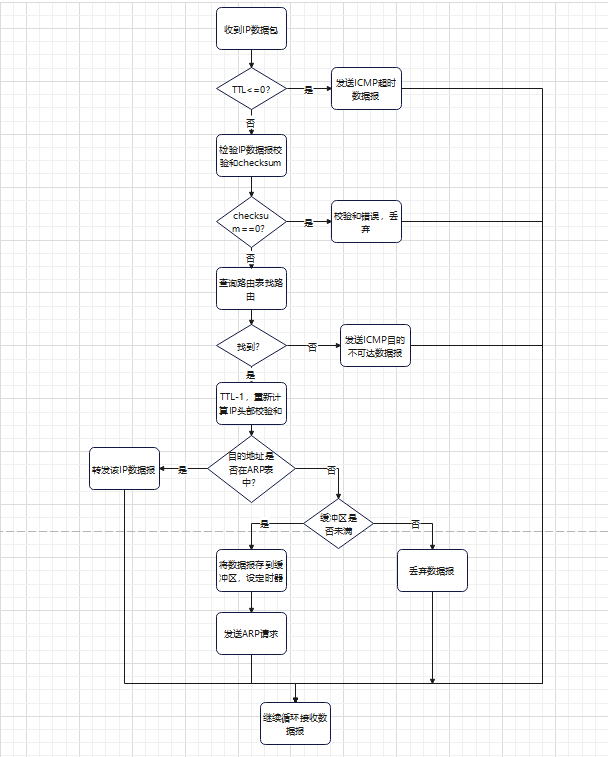 收到IP数据包
TTL<=0?
是
发送ICMP超时
数据报
否
检验IP数据报校
验和checksum
checksu
m==0?
是
校验和错误，丢
弃
否
查询路由表找路
由
找到?
否
发送ICMP目的
不可达数据报
是
TTL-1，重新计
算IP头部校验和
目的地址是
否在ARP表
中?
是
转发该IP数据报
否
缓冲区是
否未满
是
否
将数据报存到缓
冲区，设定时器
丢弃数据报
发送ARP请求
继续循环接收数
据报